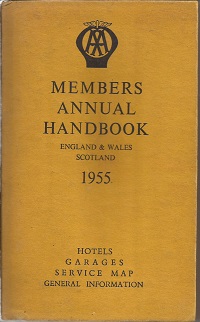 AA
MEMBERS
ANNUAL
HANDBOOK
ENGLAND & WALES
SCOTLAND
1955
HOTELS
GARAGES
SERVICE MAP
GENERAL INFORMATION